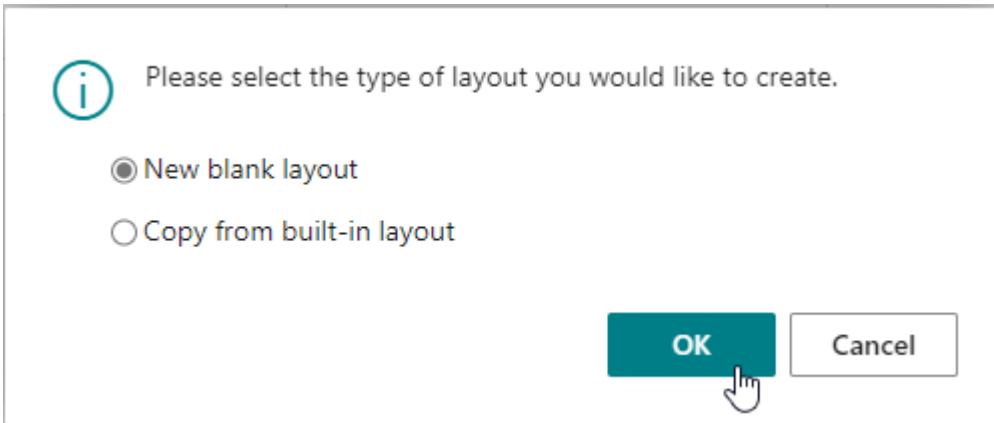 Please select the type of layout you would like to create.
New blank layout
Copy from built-in layout
OK
Cancel